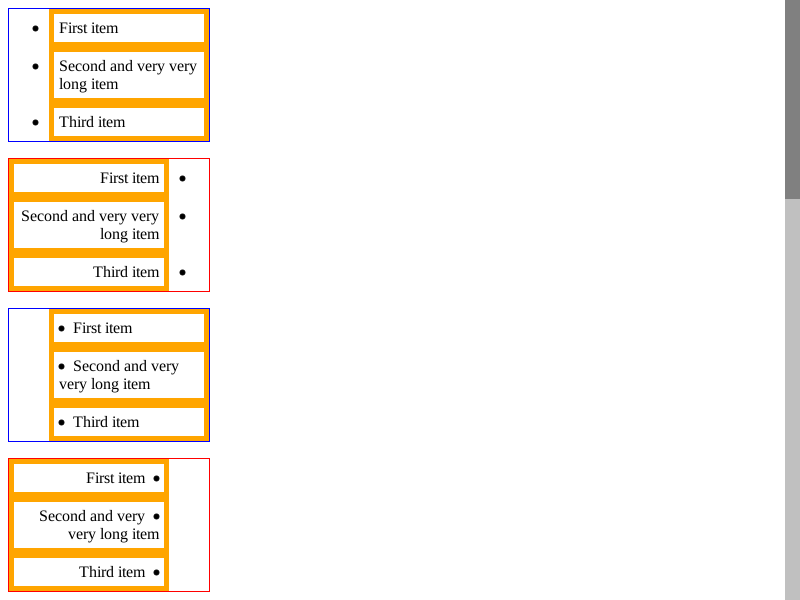 • First item
• Second and very very
long item
• Third item
First item •
Second and very very •
long item
Third item •
• First item
• Second and very
very long item
• Third item
First item •
Second and very •
very long item
Third item •